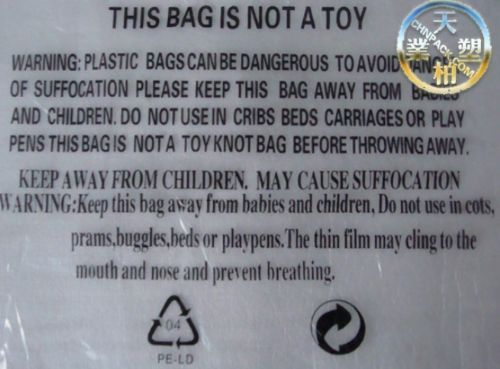 THIS BAG IS NOT A TOY
WARNING: PLASTIC BAGS CAN BE DANGEROUS TO AVOID
OF SUFFOCATION PLEASE KEEP THIS BAG AWAY FROM BABIES
AND CHILDREN. DO NOT USE IN CRIBS BEDS CARRIAGES OR PLAY
PENS THIS BAG IS NOT A TOY KNOT BAG BEFORE THROWING AWAY.
KEEP AWAY FROM CHILDREN. MAY CAUSE SUFFOCATION
WARNING:Keep this bag away from babies and children, Do not use in cots,
prams,buggles,beds or playpens.The thin film may cling to the
mouth and nose and prevent breathing.
04
PE-LD
天
業 塑
CHNPACK.COM